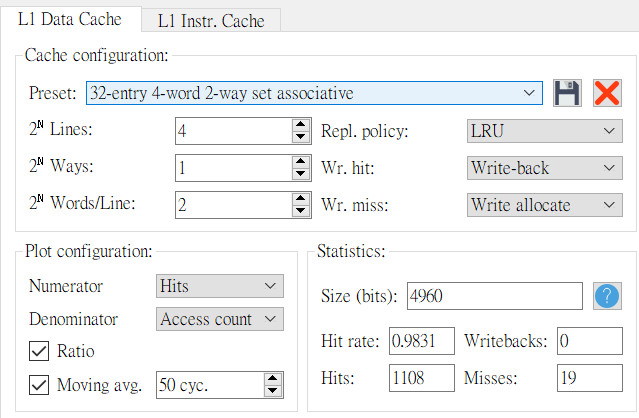 L1 Data Cache L1 Instr. Cache
Cache configuration:
Preset: 32-entry 4-word 2-way set associative
2ᴺ Lines: 4 Repl. policy: LRU
2ᴺ Ways: 1 Wr. hit: Write-back
2ᴺ Words/Line: 2 Wr. miss: Write allocate
Plot configuration:
Numerator Hits
Denominator Access count
Ratio
Moving avg. 50 cyc.
Statistics:
Size (bits): 4960 ?
Hit rate: 0.9831 Writebacks: 0
Hits: 1108 Misses: 19